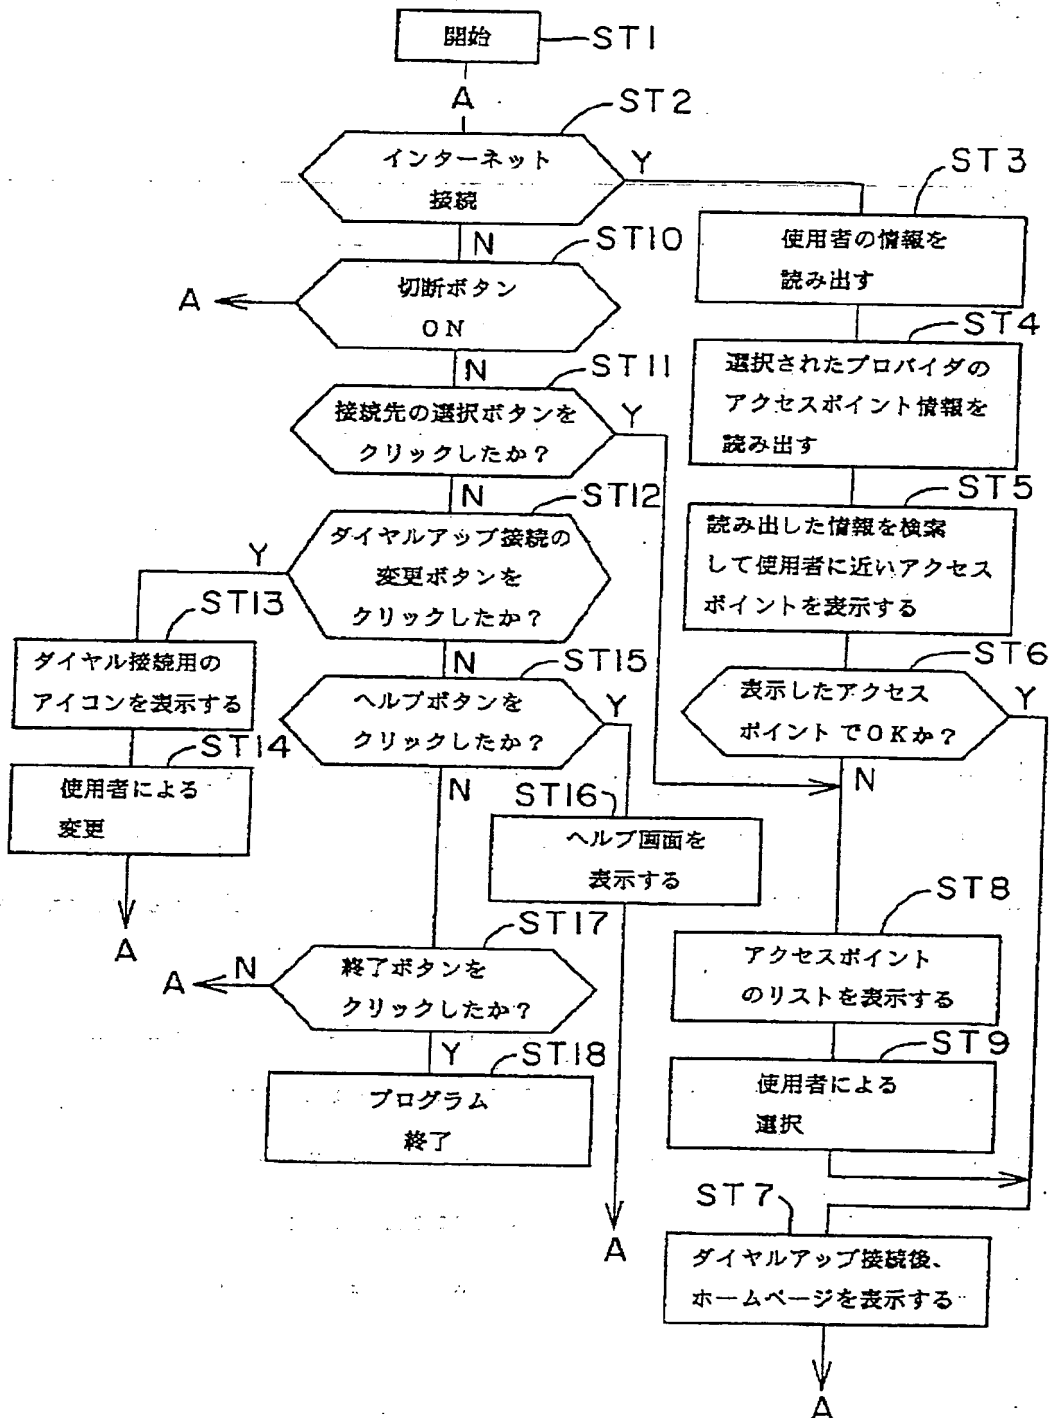 開始
ST1
A
ST2
インターネット
接続
Y
N
ST3
使用者の情報を
読み出す
ST10
切断ボタン
ON
A
N
ST4
選択されたプロバイダの
アクセスポイント情報を
読み出す
ST11
接続先の選択ボタンを
クリックしたか?
Y
N
ST5
読み出した情報を検索
して使用者に近いアクセス
ポイントを表示する
ST12
ダイヤルアップ接続の
変更ボタンを
クリックしたか?
Y
N
ST13
ダイヤル接続用の
アイコンを表示する
ST14
使用者による
変更
A
ST15
ヘルプボタンを
クリックしたか?
Y
N
ST6
表示したアクセス
ポイントでOKか?
Y
N
ST16
ヘルプ画面を
表示する
A
ST8
アクセスポイント
のリストを表示する
ST17
終了ボタンを
クリックしたか?
N
A
Y
ST9
使用者による
選択
ST18
プログラム
終了
ST7
ダイヤルアップ接続後、
ホームページを表示する
A